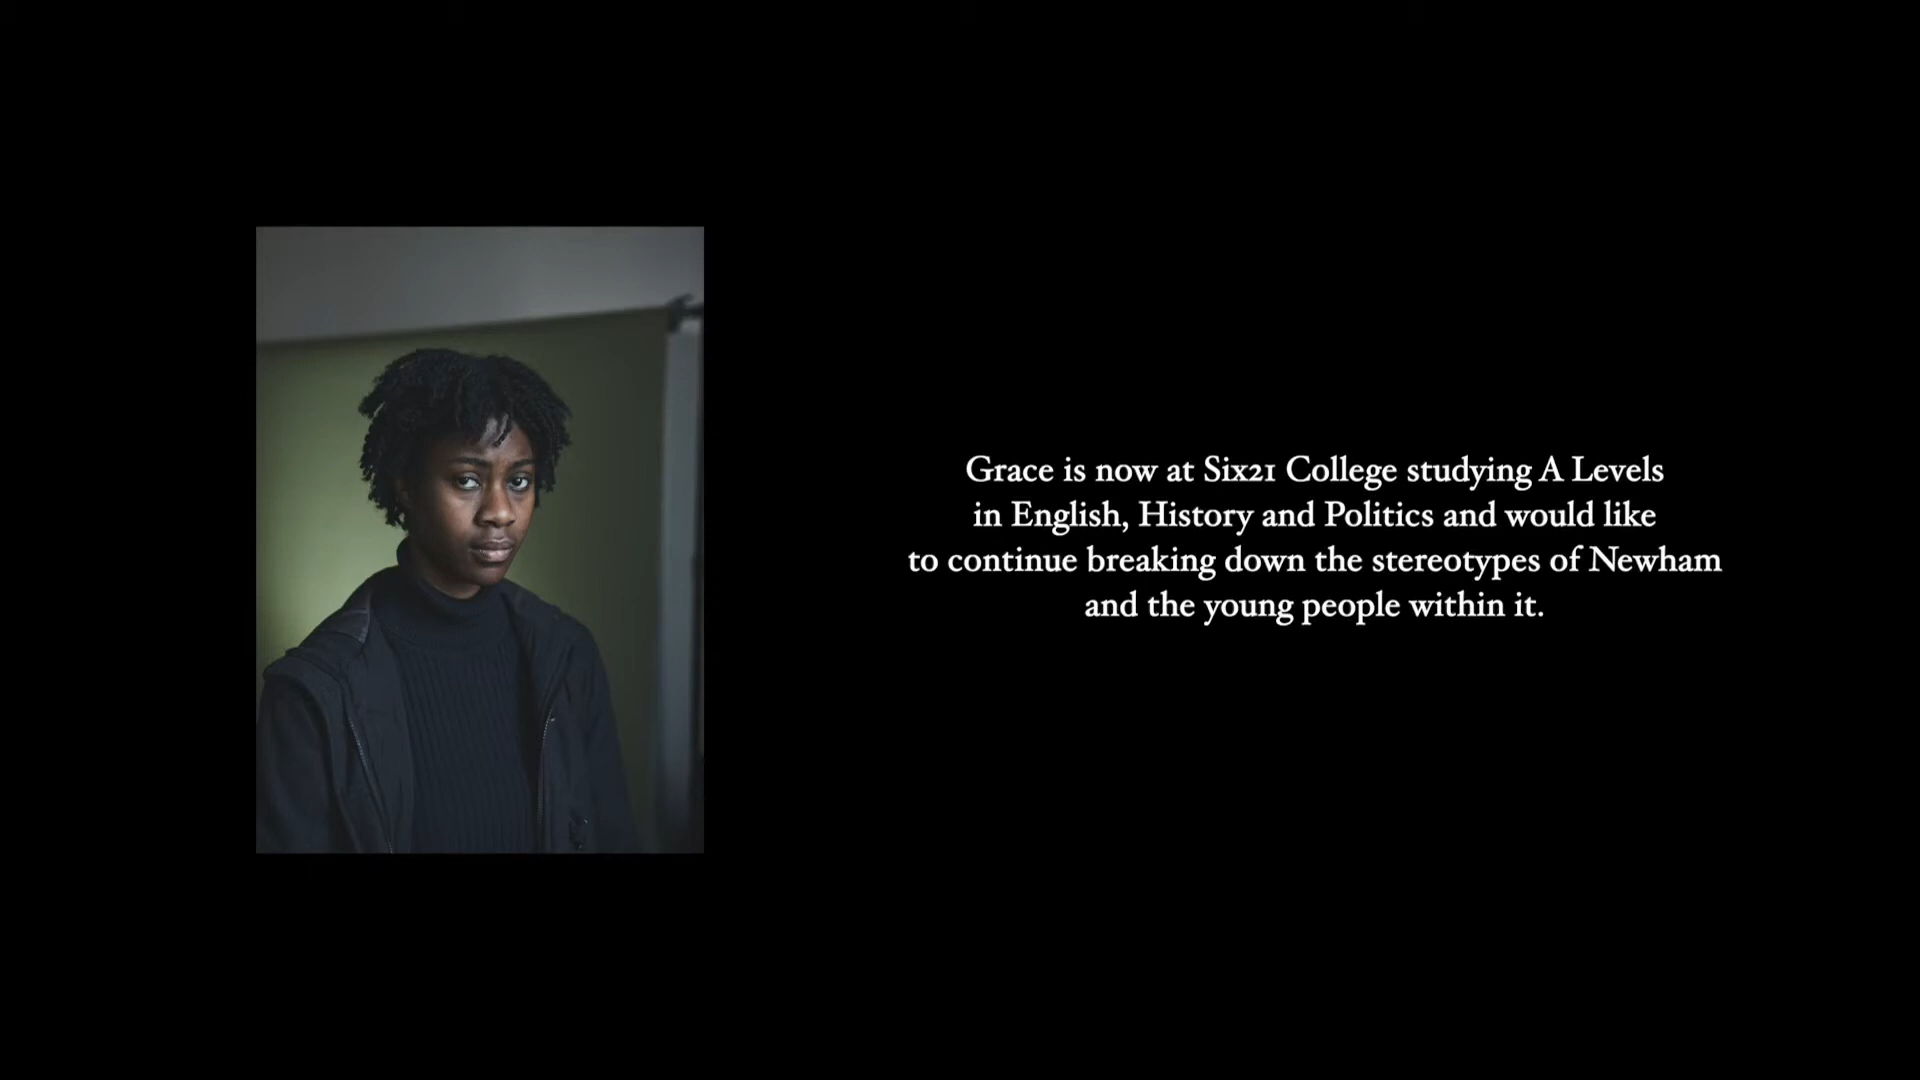 Grace is now at Six21 College studying A Levels
in English, History and Politics and would like
to continue breaking down the stereotypes of Newham
and the young people within it.